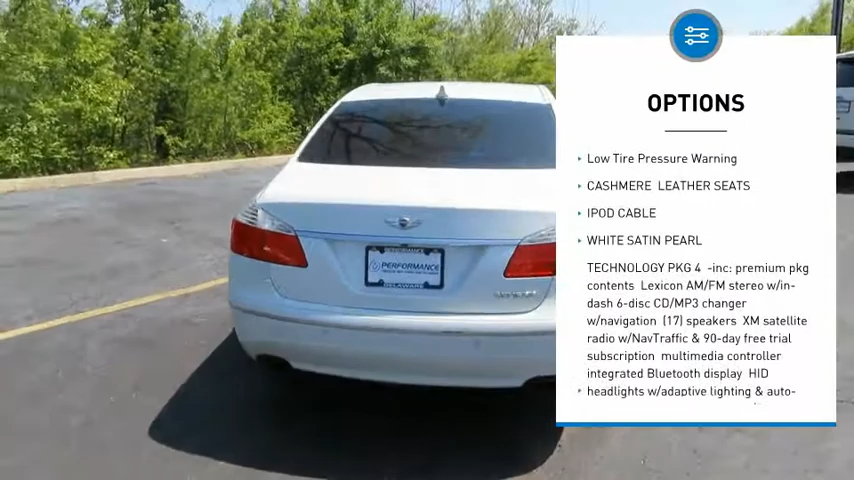 OPTIONS
Low Tire Pressure Warning
CASHMERE LEATHER SEATS
IPOD CABLE
WHITE SATIN PEARL
TECHNOLOGY PKG 4 -inc: premium pkg
contents Lexicon AM/FM stereo w/in-
dash 6-disc CD/MP3 changer
w/navigation (17) speakers XM satellite
radio w/NavTraffic & 90-day free trial
subscription multimedia controller
integrated Bluetooth display HID
headlights w/adaptive lighting & auto-
PERFORMANCE
PERFORMANCE
DELAWARE